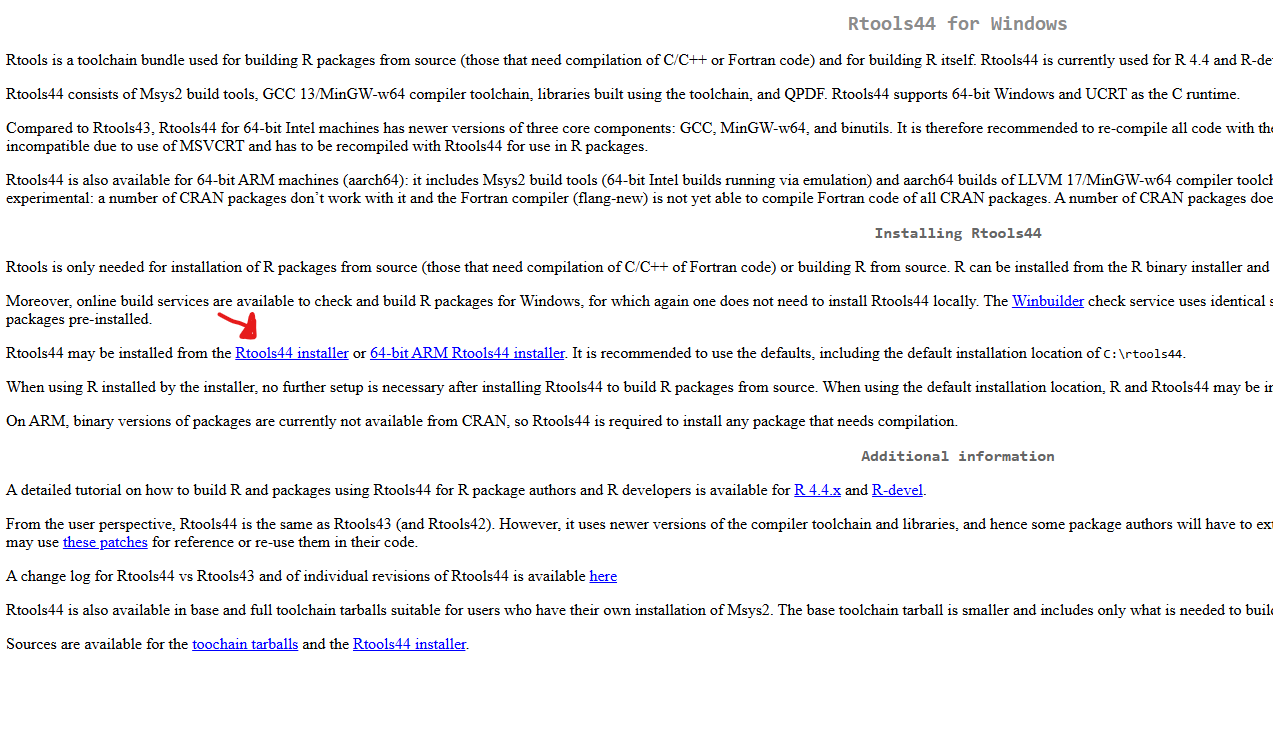 Rtools44 for Windows
Rtools is a toolchain bundle used for building R packages from source (those that need compilation of C/C++ or Fortran code) and for building R itself. Rtools44 is currently used for R 4.4 and R-de
Rtools44 consists of Msys2 build tools, GCC 13/MinGW-w64 compiler toolchain, libraries built using the toolchain, and QPDF. Rtools44 supports 64-bit Windows and UCRT as the C runtime.
Compared to Rtools43, Rtools44 for 64-bit Intel machines has newer versions of three core components: GCC, MinGW-w64, and binutils. It is therefore recommended to re-compile all code with the
incompatible due to use of MSVCRT and has to be recompiled with Rtools44 for use in R packages.
Rtools44 is also available for 64-bit ARM machines (aarch64): it includes Msys2 build tools (64-bit Intel builds running via emulation) and aarch64 builds of LLVM 17/MinGW-w64 compiler toolch
experimental: a number of CRAN packages don’t work with it and the Fortran compiler (flang-new) is not yet able to compile Fortran code of all CRAN packages. A number of CRAN packages doe
Installing Rtools44
Rtools is only needed for installation of R packages from source (those that need compilation of C/C++ of Fortran code) or building R from source. R can be installed from the R binary installer and
Moreover, online build services are available to check and build R packages for Windows, for which again one does not need to install Rtools44 locally. The Winbuilder check service uses identical s
packages pre-installed.
Rtools44 may be installed from the Rtools44 installer or 64-bit ARM Rtools44 installer. It is recommended to use the defaults, including the default installation location of C:\rtools44.
When using R installed by the installer, no further setup is necessary after installing Rtools44 to build R packages from source. When using the default installation location, R and Rtools44 may be in
On ARM, binary versions of packages are currently not available from CRAN, so Rtools44 is required to install any package that needs compilation.
Additional information
A detailed tutorial on how to build R and packages using Rtools44 for R package authors and R developers is available for R 4.4.x and R-devel.
From the user perspective, Rtools44 is the same as Rtools43 (and Rtools42). However, it uses newer versions of the compiler toolchain and libraries, and hence some package authors will have to ext
may use these patches for reference or re-use them in their code.
A change log for Rtools44 vs Rtools43 and of individual revisions of Rtools44 is available here
Rtools44 is also available in base and full toolchain tarballs suitable for users who have their own installation of Msys2. The base toolchain tarball is smaller and includes only what is needed to build
Sources are available for the toochain tarballs and the Rtools44 installer.